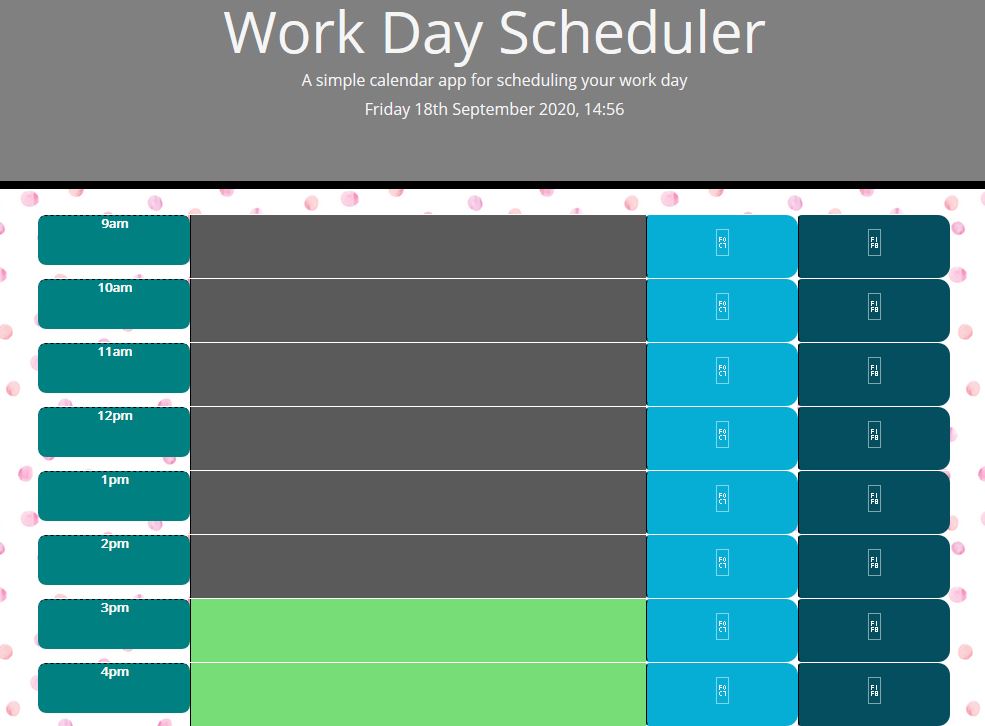 Work Day Scheduler
A simple calendar app for scheduling your work day
Friday 18th September 2020, 14:56
9am
10am
11am
12pm
1pm
2pm
3pm
4pm